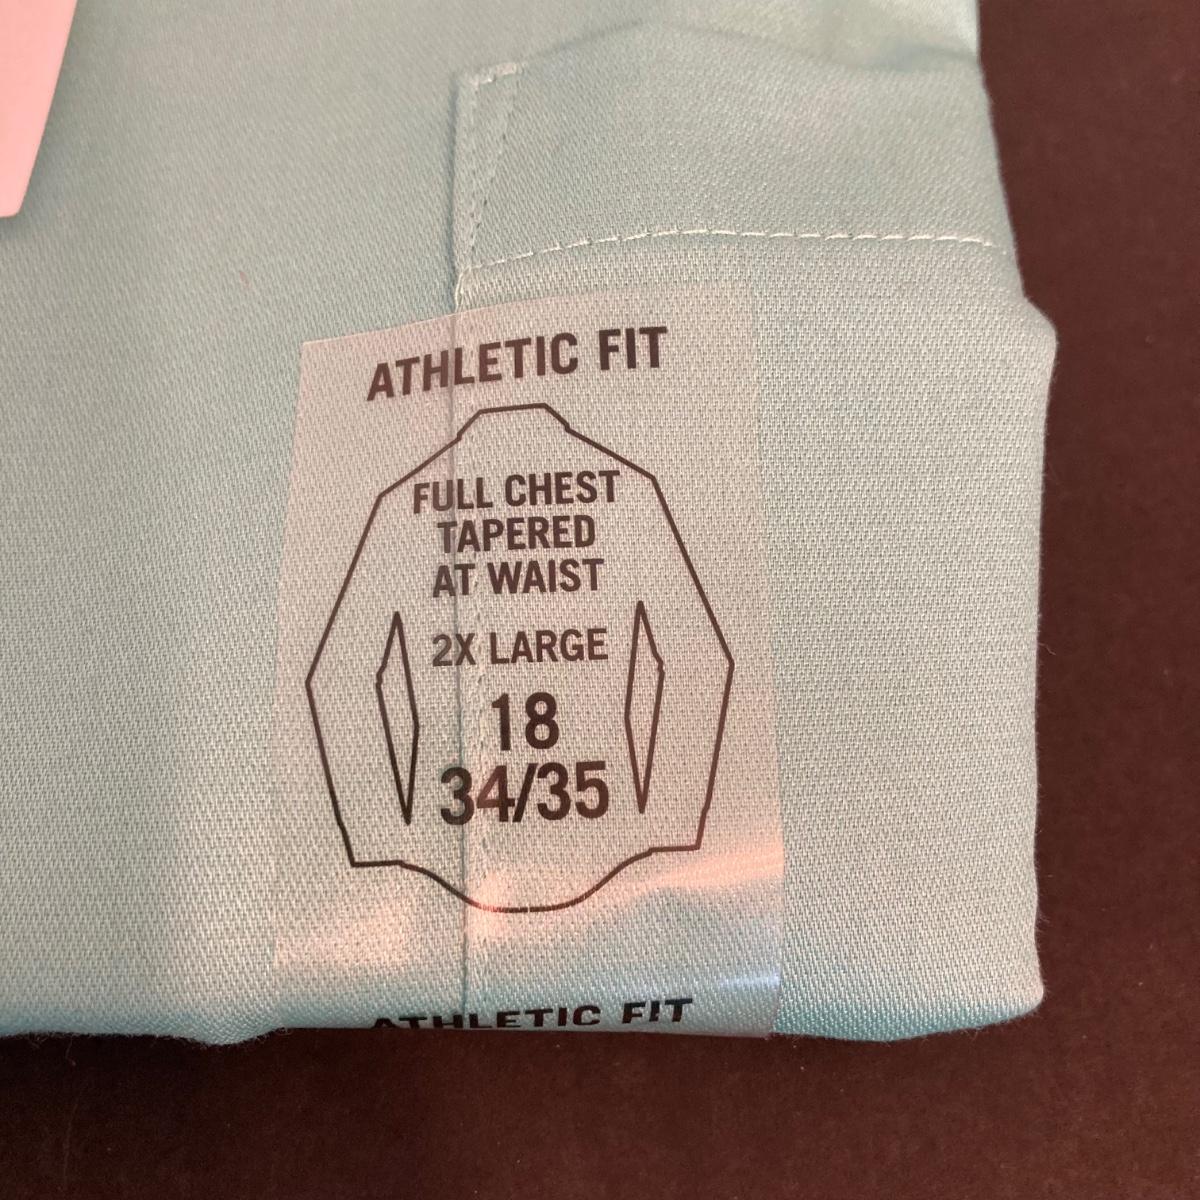 ATHLETIC FIT
FULL CHEST
TAPERED
AT WAIST
2X LARGE
18
34/35
ATHLETIC FIT